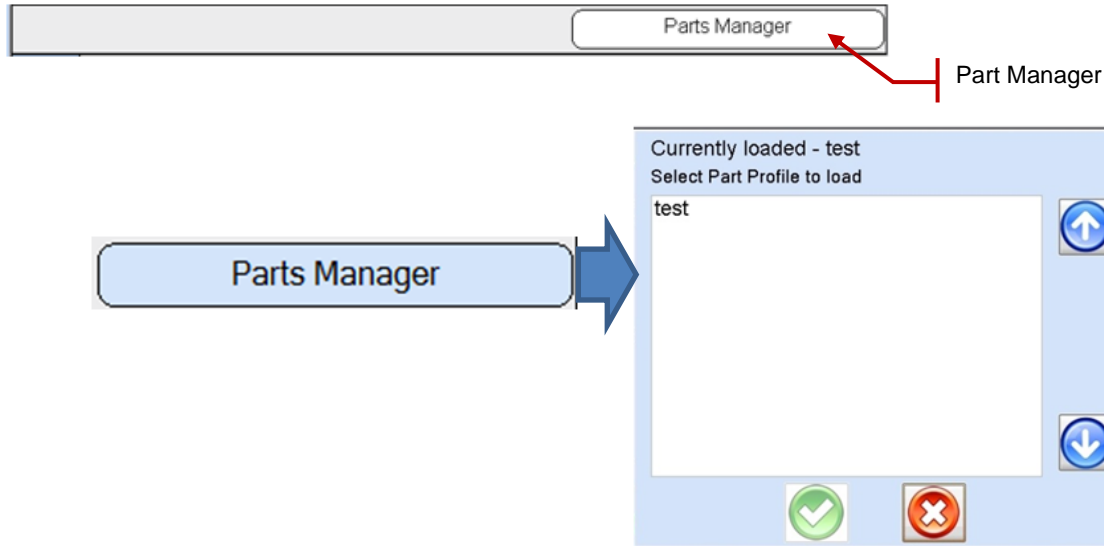 Parts Manager
Part Manager
Currently loaded - test
Select Part Profile to load
test
Parts Manager